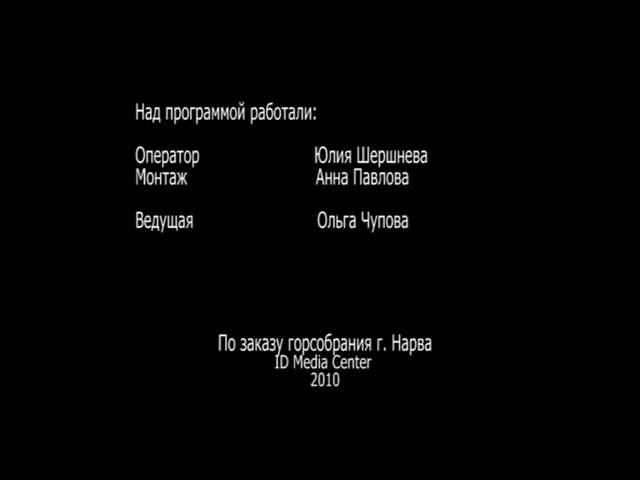 Над программой работали:
Оператор Юлия Шершнева
Монтаж Анна Павлова
Ведущая Ольга Чупова
По заказу горсобрания г. Нарва
ID Media Center
2010